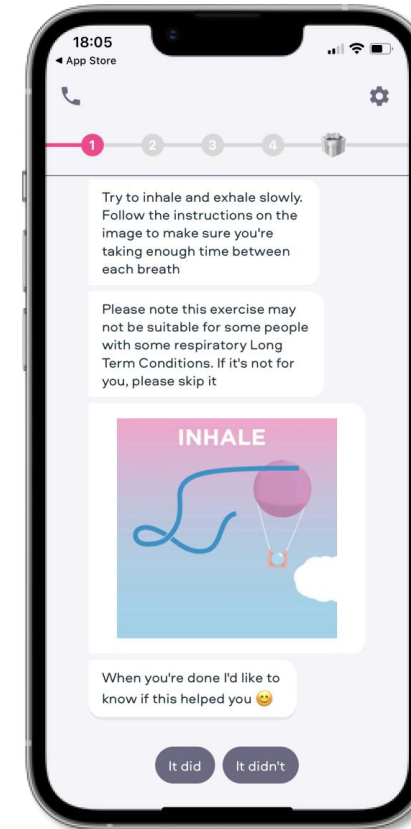 18:05
◀ App Store
1
2
3
4
Try to inhale and exhale slowly.
Follow the instructions on the
image to make sure you're
taking enough time between
each breath
Please note this exercise may
not be suitable for some people
with some respiratory Long
Term Conditions. If it's not for
you, please skip it
INHALE
When you're done I'd like to
know if this helped you 😊
It did
It didn't